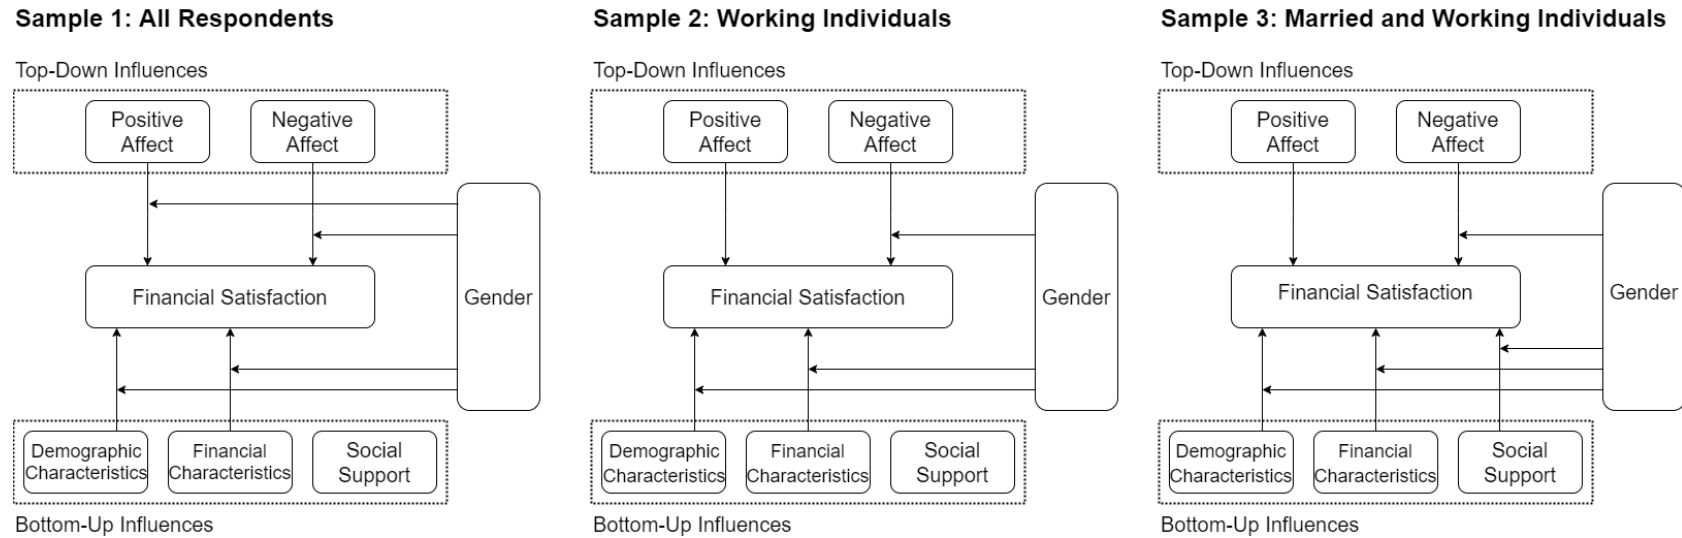 Sample 1: All Respondents
Top-Down Influences
Positive
Affect
Negative
Affect
Financial Satisfaction
Gender
Demographic
Characteristics
Financial
Characteristics
Social
Support
Bottom-Up Influences
Sample 2: Working Individuals
Top-Down Influences
Positive
Affect
Negative
Affect
Financial Satisfaction
Gender
Demographic
Characteristics
Financial
Characteristics
Social
Support
Bottom-Up Influences
Sample 3: Married and Working Individuals
Top-Down Influences
Positive
Affect
Negative
Affect
Financial Satisfaction
Gender
Demographic
Characteristics
Financial
Characteristics
Social
Support
Bottom-Up Influences